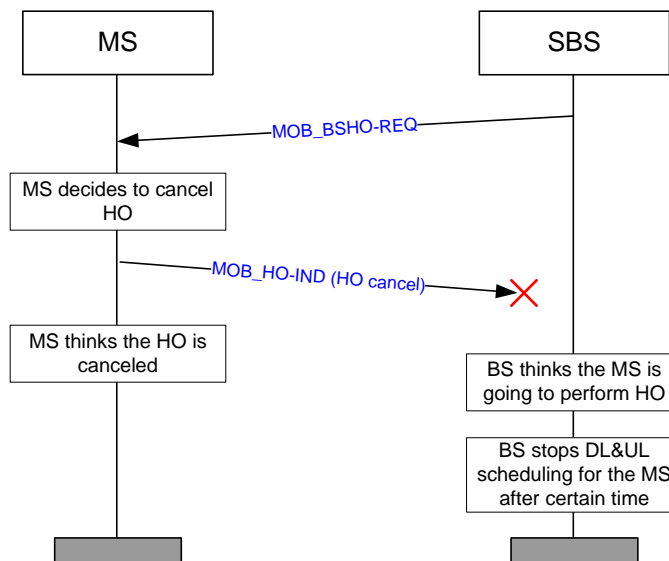 MS
SBS
MOB_BSHO-REQ
MS decides to cancel
HO
MOB_HO-IND (HO cancel)
MS thinks the HO is
canceled
BS thinks the MS is
going to perform HO
BS stops DL&UL
scheduling for the MS
after certain time